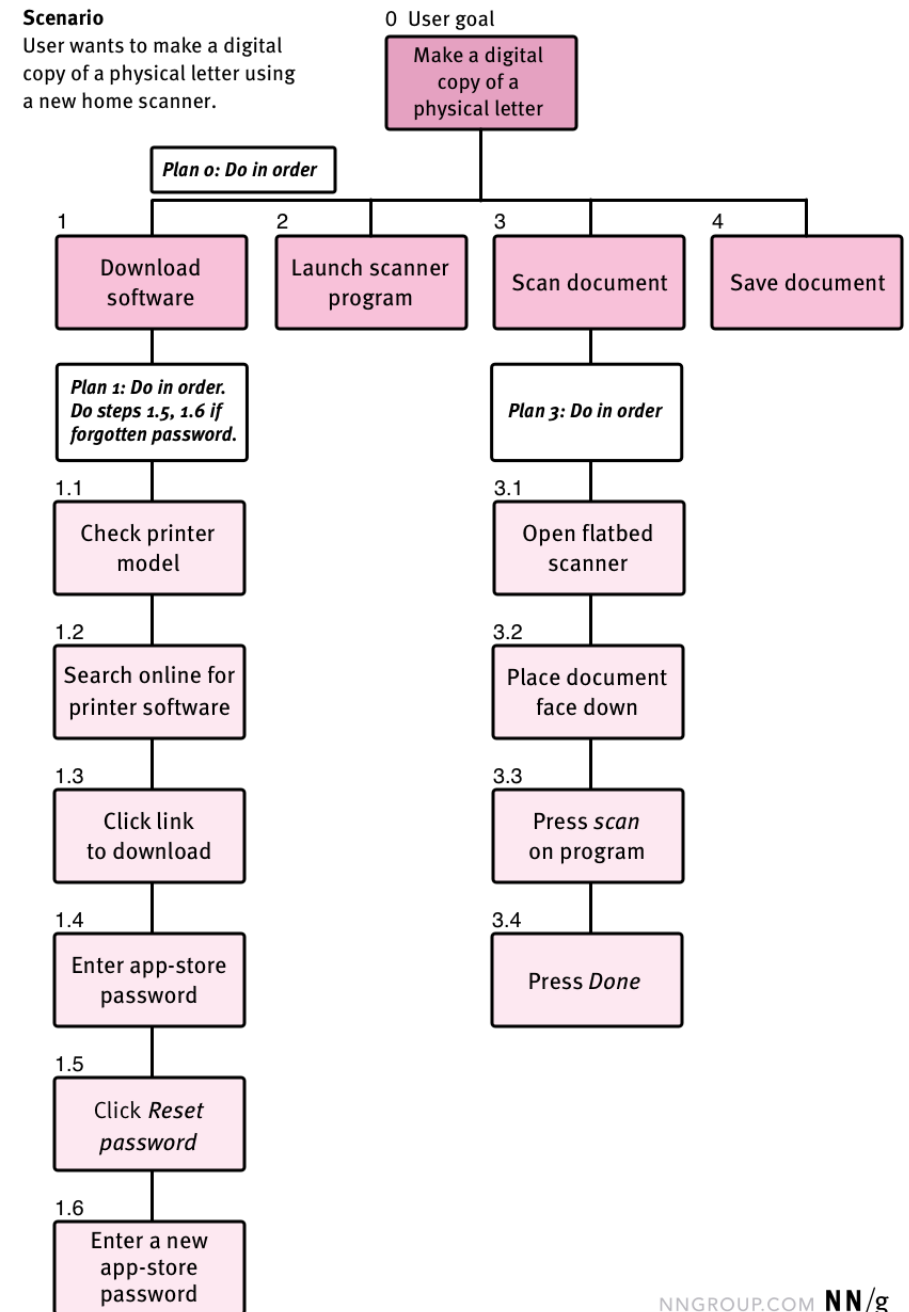 Scenario
User wants to make a digital
copy of a physical letter using
a new home scanner.
0 User goal
Make a digital
copy of a
physical letter
Plan 0: Do in order
1
Download
software
2
Launch scanner
program
3
Scan document
4
Save document
Plan 1: Do in order.
Do steps 1.5, 1.6 if
forgotten password.
1.1
Check printer
model
1.2
Search online for
printer software
1.3
Click link
to download
1.4
Enter app-store
password
1.5
Click Reset
password
1.6
Enter a new
app-store
password
Plan 3: Do in order
3.1
Open flatbed
scanner
3.2
Place document
face down
3.3
Press scan
on program
3.4
Press Done
NNGROUP.COM NN/g